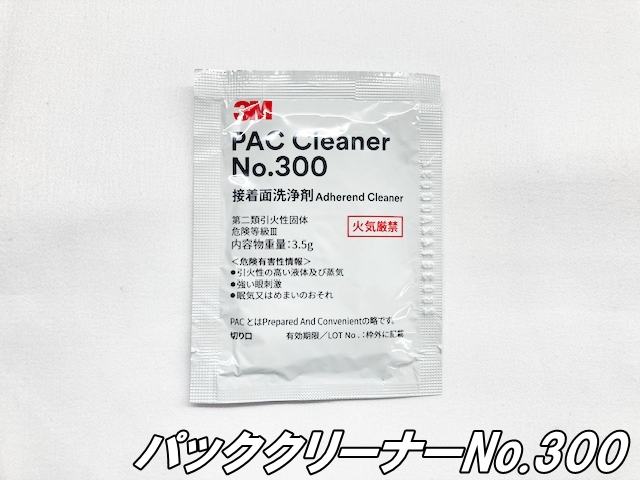 3M
PAC Cleaner
No.300
接着面洗浄剤 Adherend Cleaner
第二類引火性固体
危険等級Ⅲ
火気厳禁
内容物重量：3.5g
＜危険有害性情報＞
●引火性の高い液体及び蒸気
●強い眼刺激
●眠気又はめまいのおそれ
PACとはPrepared And Convenientの略です。
切り口 有効期限／LOT No.：枠外に記載
パッククリーナーNo.300